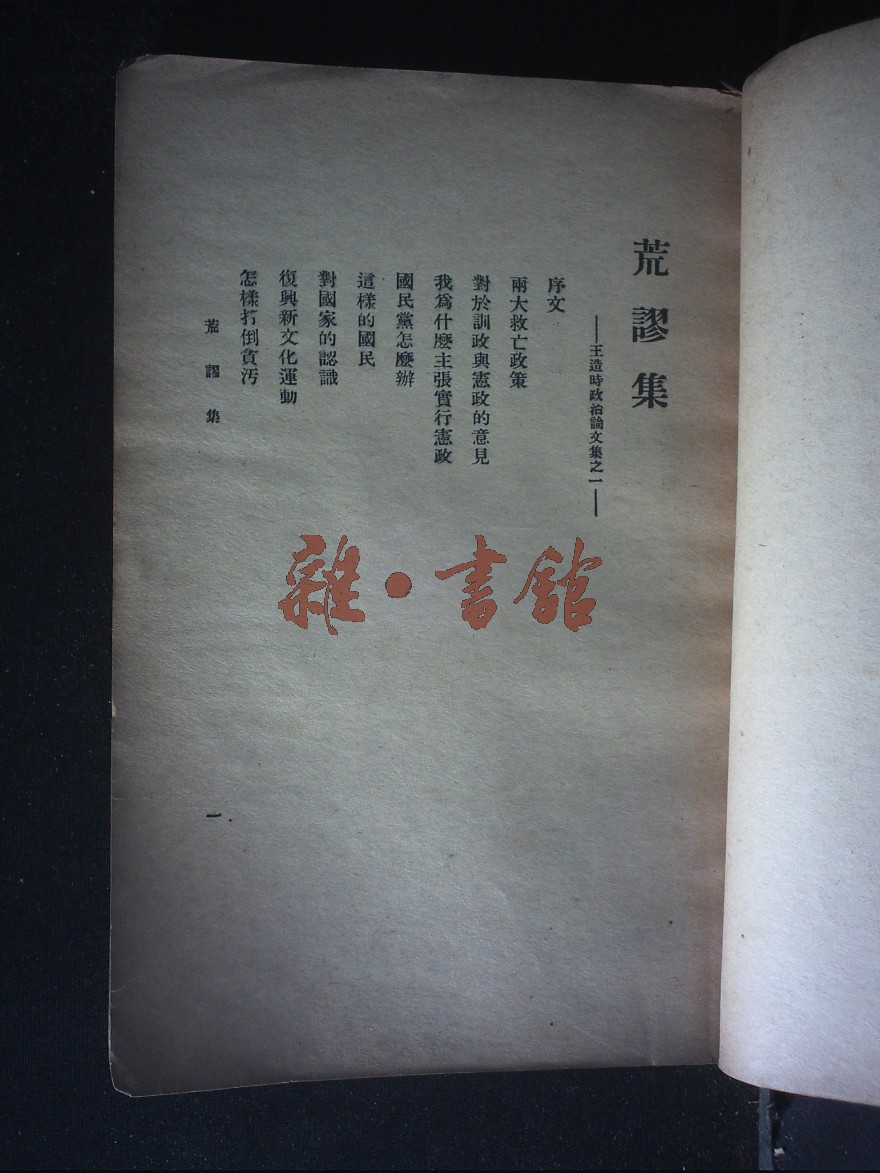 荒謬集
——王造時政治論文集之一——
序文
兩大救亡政策
對於訓政與憲政的意見
我爲什麼主張實行憲政
國民黨怎麼辦
這樣的國民
對國家的認識
復興新文化運動
怎樣打倒貪汚
荒謬集
一
雜·書館